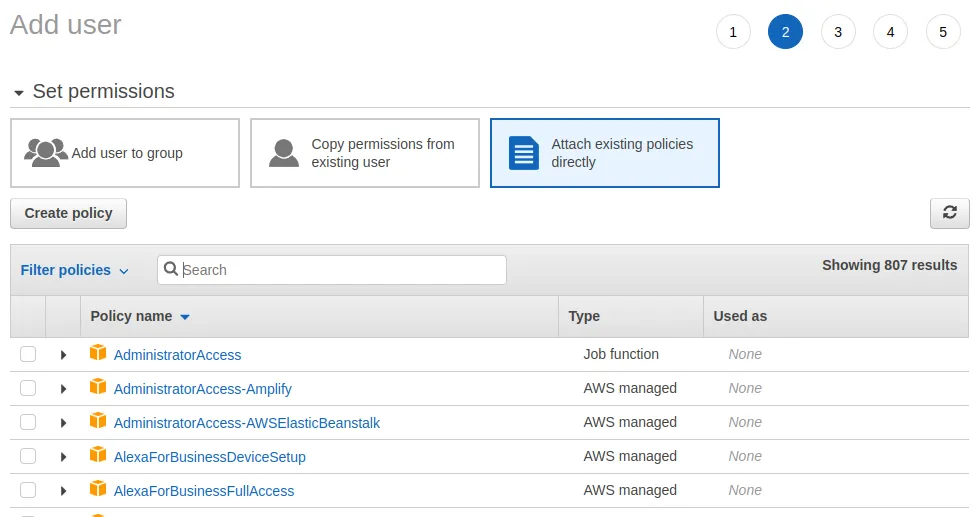 Add user
1 2 3 4 5
Set permissions
Add user to group
Copy permissions from
existing user
Attach existing policies
directly
Create policy
Filter policies
Search
Showing 807 results
Policy name Type Used as
AdministratorAccess Job function None
AdministratorAccess-Amplify AWS managed None
AdministratorAccess-AWSElasticBeanstalk AWS managed None
AlexaForBusinessDeviceSetup AWS managed None
AlexaForBusinessFullAccess AWS managed None